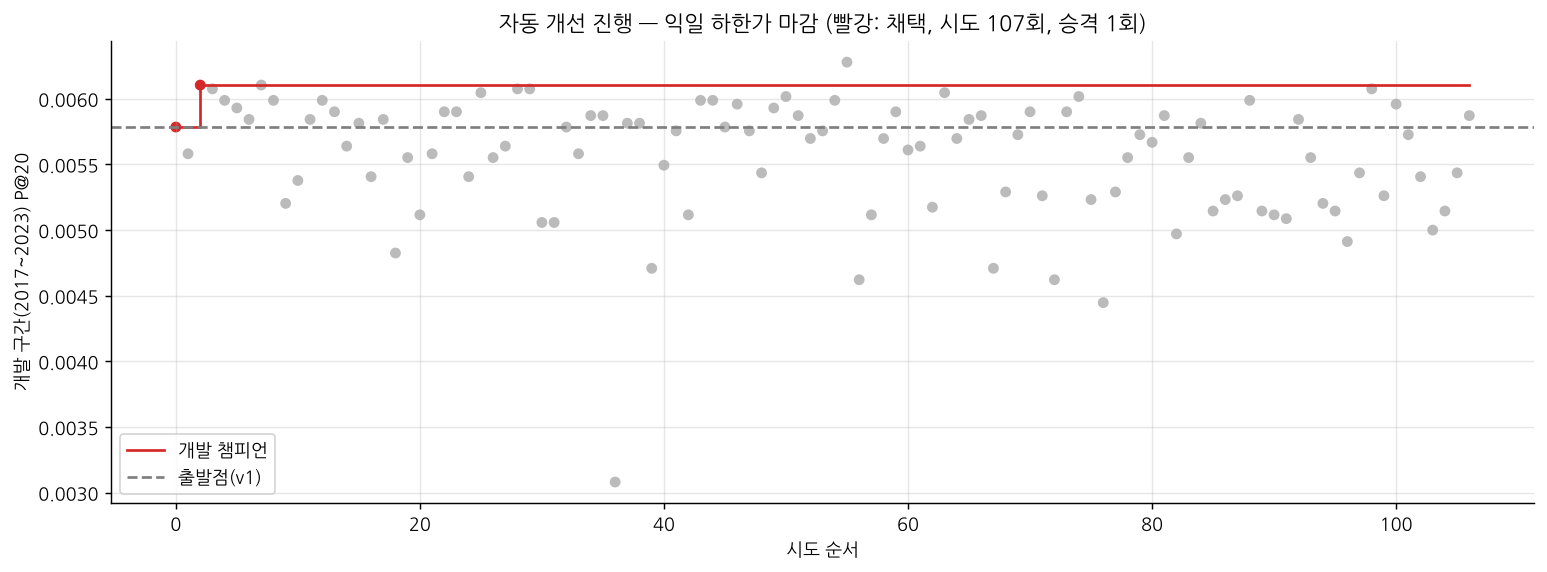 자동 개선 진행 — 익일 하한가 마감 (빨강: 채택, 시도 107회, 승격 1회)
개발 구간(2017~2023) P@20
0.0060
0.0055
0.0050
0.0045
0.0040
0.0035
0.0030
개발 챔피언
출발점(v1)
0 20 40 60 80 100
시도 순서